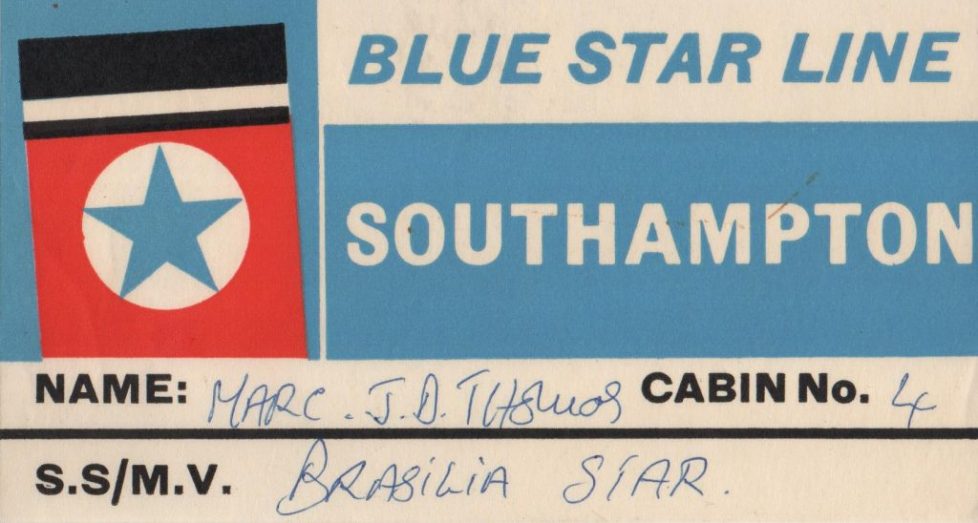 BLUE STAR LINE
SOUTHAMPTON
NAME: MARC. J.D. THOMAS CABIN No. 4
S.S/M.V. BRASILIA STAR.